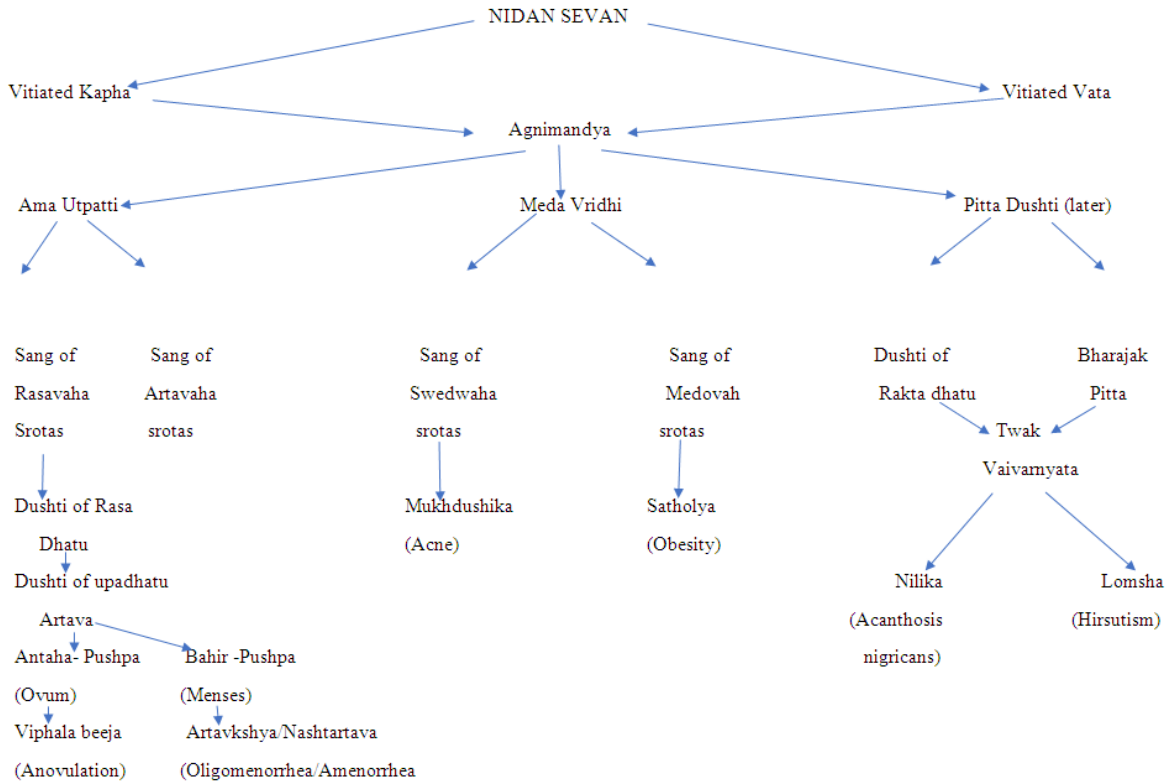 NIDAN SEVAN
Vitiated Kapha
Vitiated Vata
Agnimandya
Ama Utpatti
Meda Vridhi
Pitta Dushti (later)
Sang of
Rasavaha
Srotas
Sang of
Artavaha
srotas
Sang of
Swedwaha
srotas
Sang of
Medovah
srotas
Dushti of
Rakta dhatu
Bharajak
Pitta
Twak
Vaivarnyata
Dushti of Rasa
Dhatu
Mukhdushika
(Acne)
Satholya
(Obesity)
Dushti of upadhatu
Artava
Nilika
(Acanthosis
nigricans)
Lomsha
(Hirsutism)
Antaha- Pushpa
(Ovum)
Bahir -Pushpa
(Menses)
Viphala beeja
(Anovulation)
Artavkshya/Nashtartava
(Oligomenorrhea/Amenorrhea